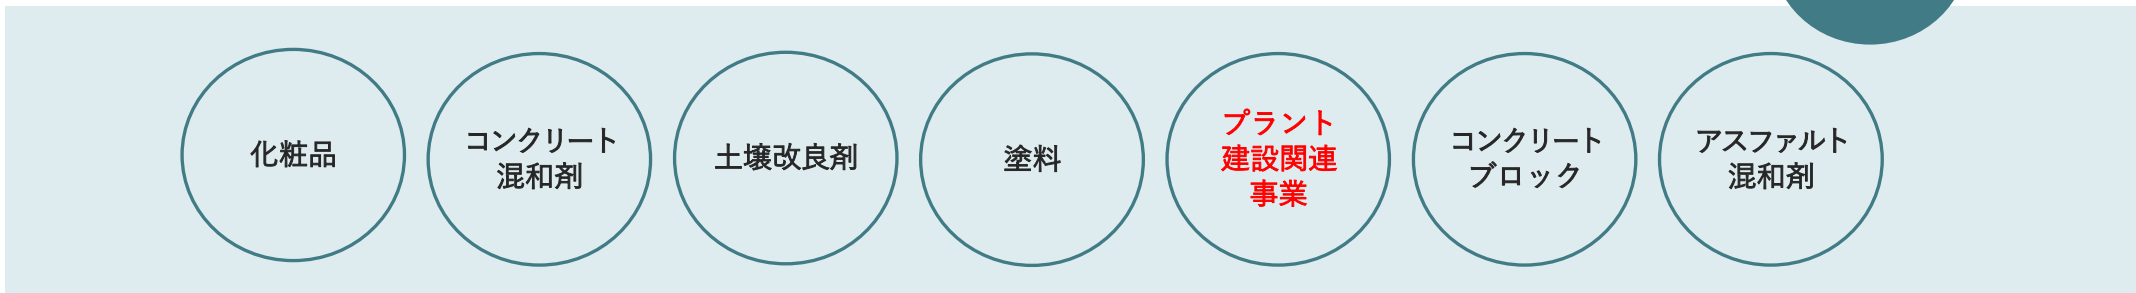 化粧品
コンクリート
混和剤
土壌改良剤
塗料
プラント
建設関連
事業
コンクリート
ブロック
アスファルト
混和剤